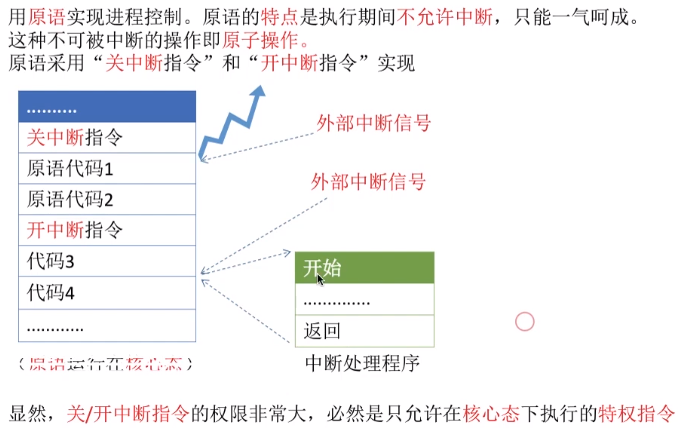 用原语实现进程控制。原语的特点是执行期间不允许中断，只能一气呵成。
这种不可被中断的操作即原子操作。
原语采用“关中断指令”和“开中断指令”实现
..........
关中断指令
原语代码1
原语代码2
开中断指令
代码3
代码4
............
外部中断信号
外部中断信号
开始
..............
返回
中断处理程序
（原语运行在核心态）
显然，关/开中断指令的权限非常大，必然是只允许在核心态下执行的特权指令